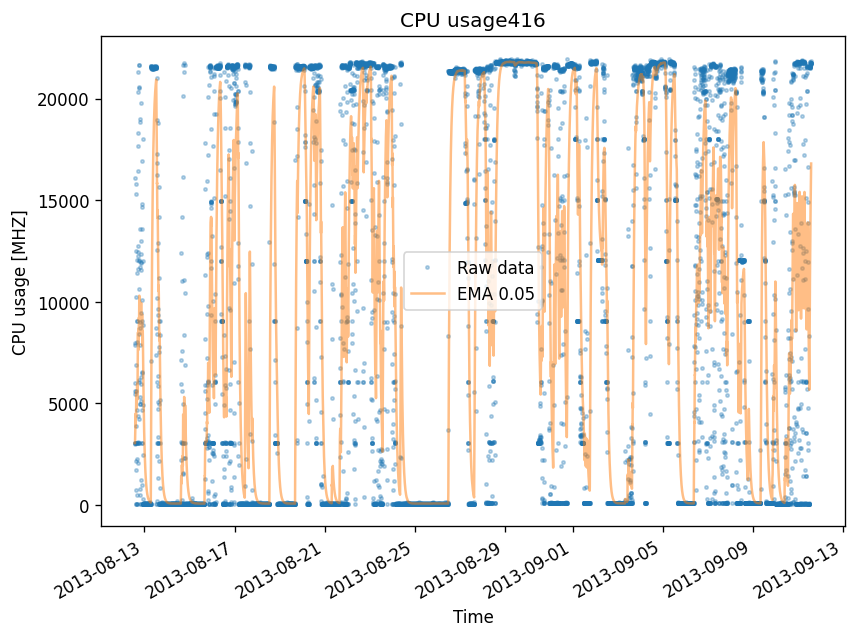 CPU usage416
CPU usage [MHZ]
20000
15000
10000
5000
0
Raw data
EMA 0.05
2013-08-13
2013-08-17
2013-08-21
2013-08-25
2013-08-29
2013-09-01
2013-09-05
2013-09-09
2013-09-13
Time